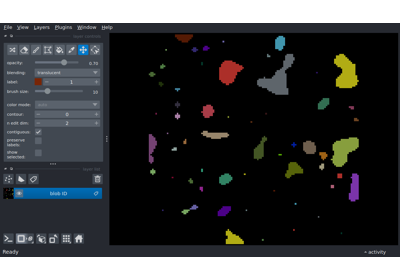 File View Layers Plugins Window Help
opacity: 0.70
blending: translucent
label: 1
brush size: 10
color mode:
contour: 0
n edit dim: 2
contiguous:
preserve labels:
show selected:
blob ID
Ready
activity